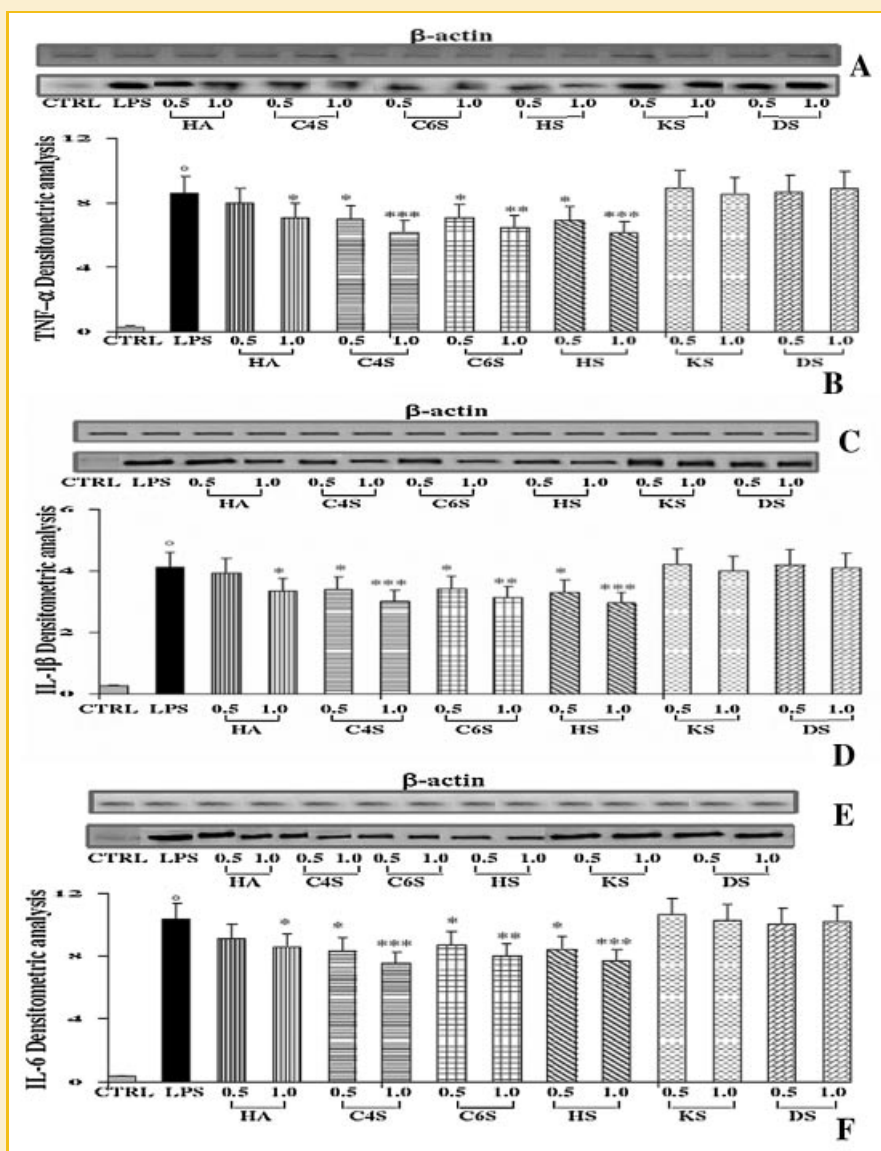 β-actin
A
CTRL LPS 0.5 1.0 0.5 1.0 0.5 1.0 0.5 1.0 0.5 1.0 0.5 1.0
HA C4S C6S HS KS DS
TNF-α Densitometric analysis
12
8
4
0
° * * *** * ** * ***
CTRL LPS 0.5 1.0 0.5 1.0 0.5 1.0 0.5 1.0 0.5 1.0 0.5 1.0
HA C4S C6S HS KS DS
B
β-actin
C
CTRL LPS 0.5 1.0 0.5 1.0 0.5 1.0 0.5 1.0 0.5 1.0 0.5 1.0
HA C4S C6S HS KS DS
IL-1β Densitometric analysis
6
4
2
0
° * * *** * ** * ***
CTRL LPS 0.5 1.0 0.5 1.0 0.5 1.0 0.5 1.0 0.5 1.0 0.5 1.0
HA C4S C6S HS KS DS
D
β-actin
E
CTRL LPS 0.5 1.0 0.5 1.0 0.5 1.0 0.5 1.0 0.5 1.0 0.5 1.0
HA C4S C6S HS KS DS
IL-6 Densitometric analysis
12
8
4
0
° * * *** * ** * ***
CTRL LPS 0.5 1.0 0.5 1.0 0.5 1.0 0.5 1.0 0.5 1.0 0.5 1.0
HA C4S C6S HS KS DS
F